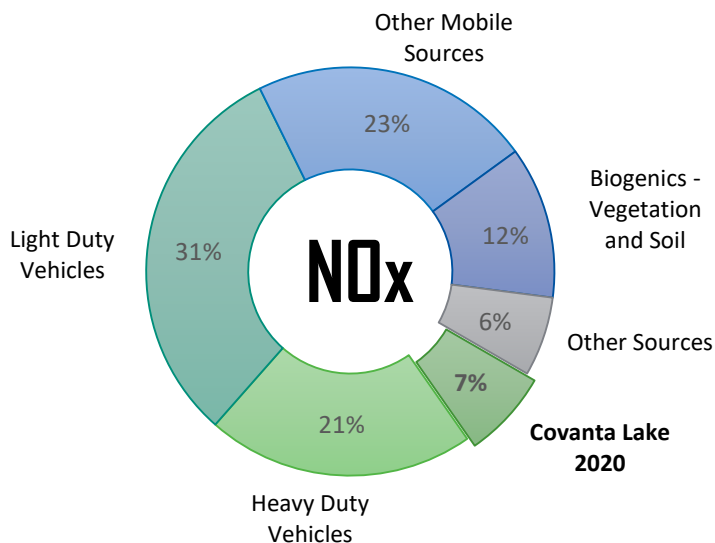 Other Mobile
Sources
23%
Biogenics -
Vegetation
and Soil
12%
Light Duty
Vehicles
31%
NOx
6%
Other Sources
7%
Covanta Lake
2020
21%
Heavy Duty
Vehicles